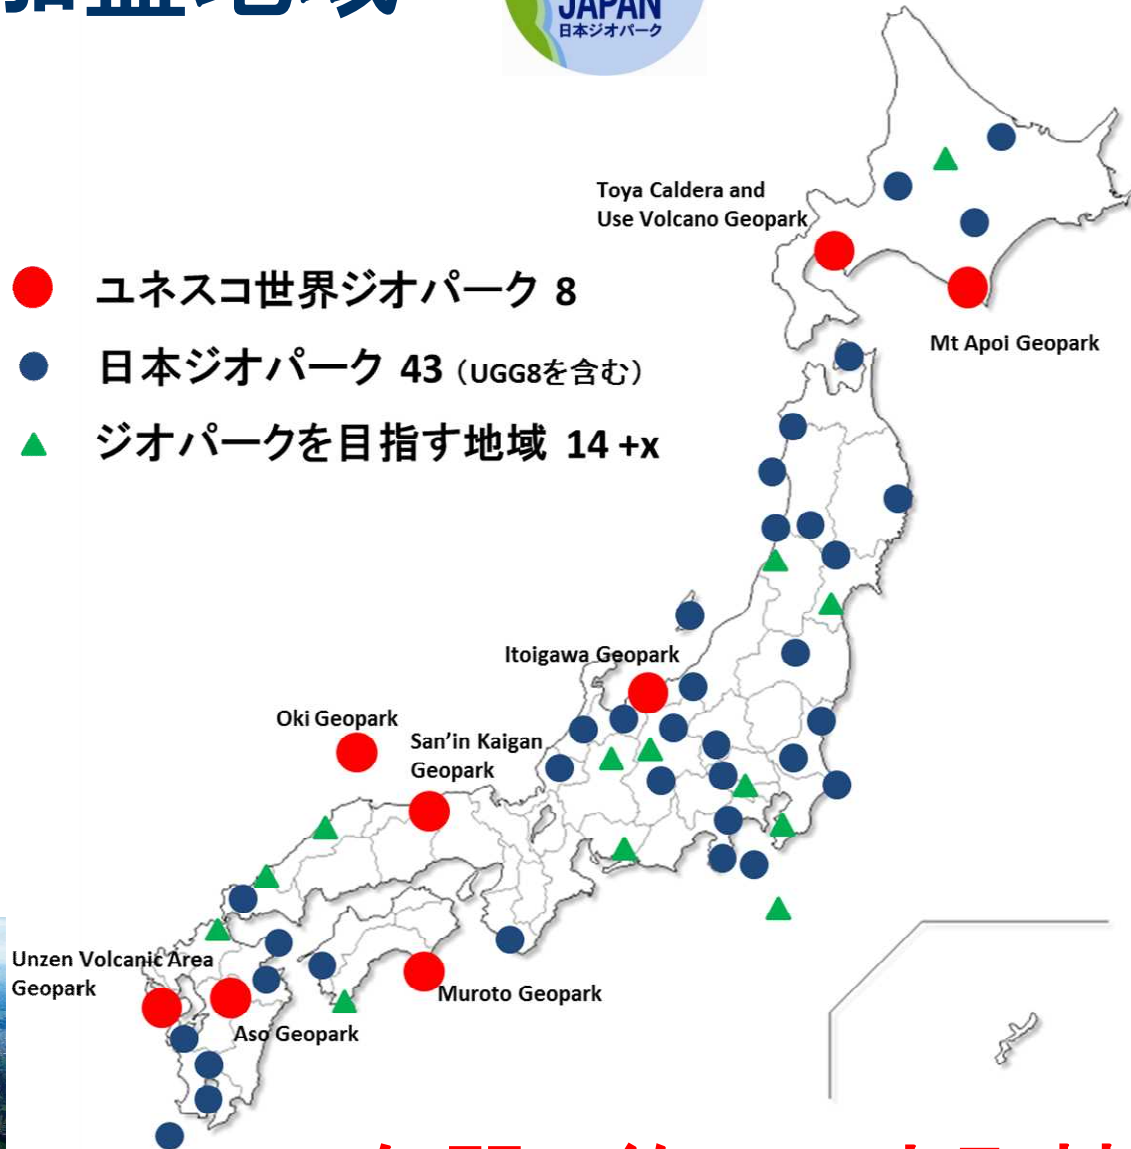 JAPAN
日本ジオパーク
Toya Caldera and
Use Volcano Geopark
ユネスコ世界ジオパーク 8
Mt Apoi Geopark
日本ジオパーク 43（UGG8を含む）
ジオパークを目指す地域 14 +x
Itoigawa Geopark
Oki Geopark
San'in Kaigan
Geopark
Unzen Volcanic Area
Geopark
Muroto Geopark
Aso Geopark